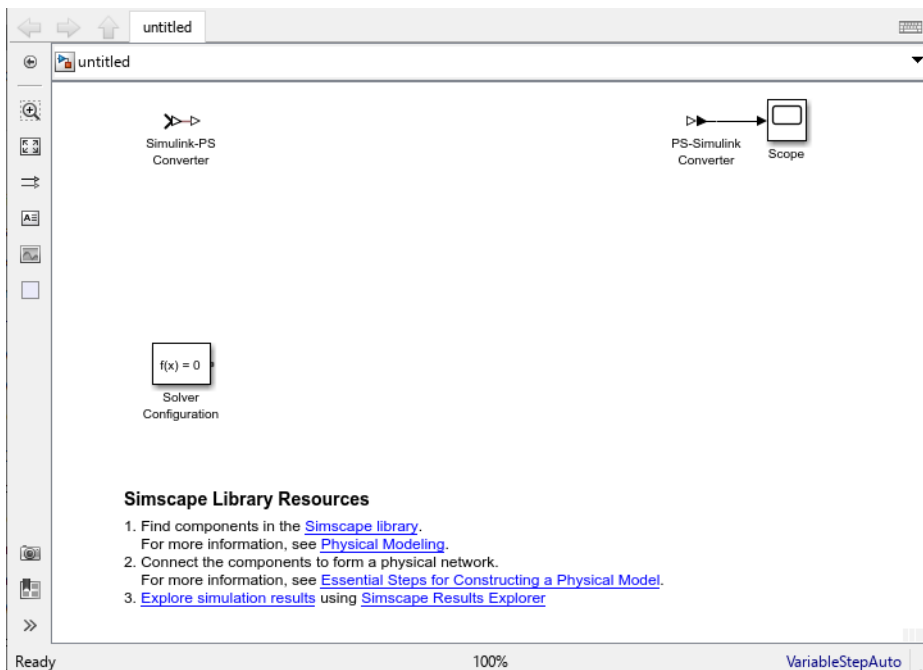 untitled
untitled
Simulink-PS
Converter
PS-Simulink
Converter
Scope
f(x) = 0
Solver
Configuration
Simscape Library Resources
1. Find components in the Simscape library.
For more information, see Physical Modeling.
2. Connect the components to form a physical network.
For more information, see Essential Steps for Constructing a Physical Model.
3. Explore simulation results using Simscape Results Explorer
Ready 100% VariableStepAuto